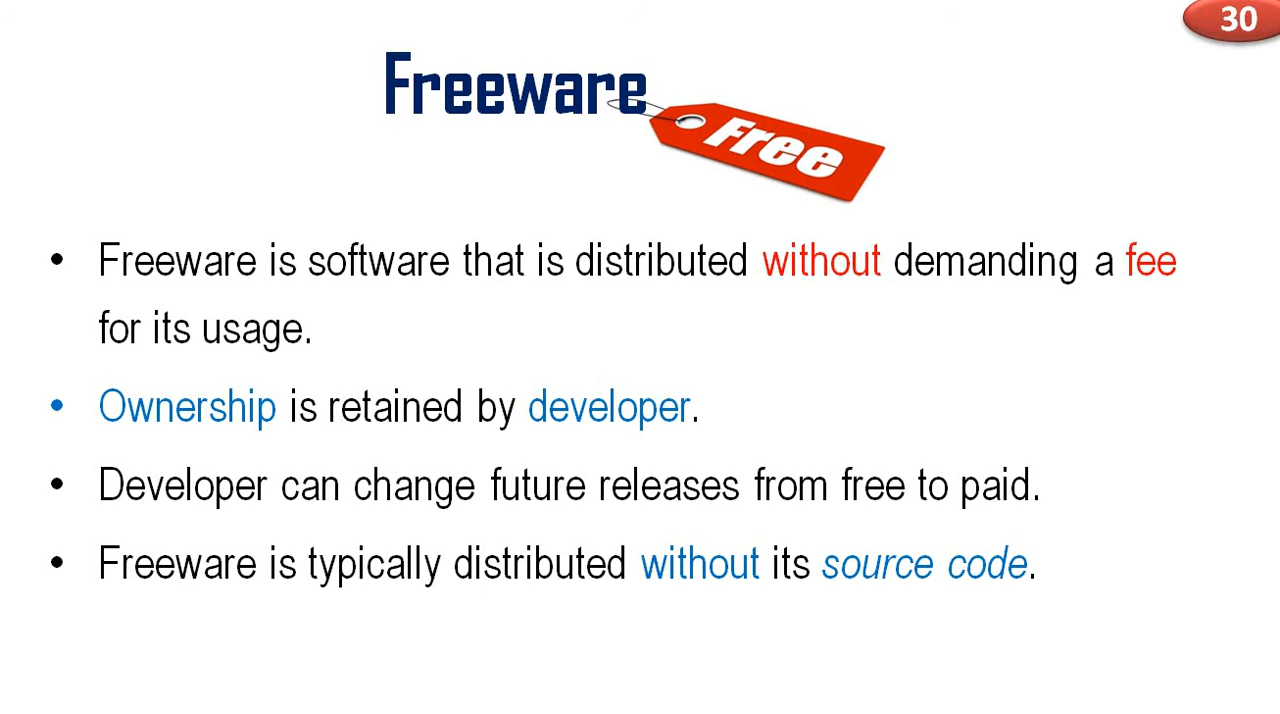 30
Freeware
Free
• Freeware is software that is distributed without demanding a fee
for its usage.
• Ownership is retained by developer.
• Developer can change future releases from free to paid.
• Freeware is typically distributed without its source code.